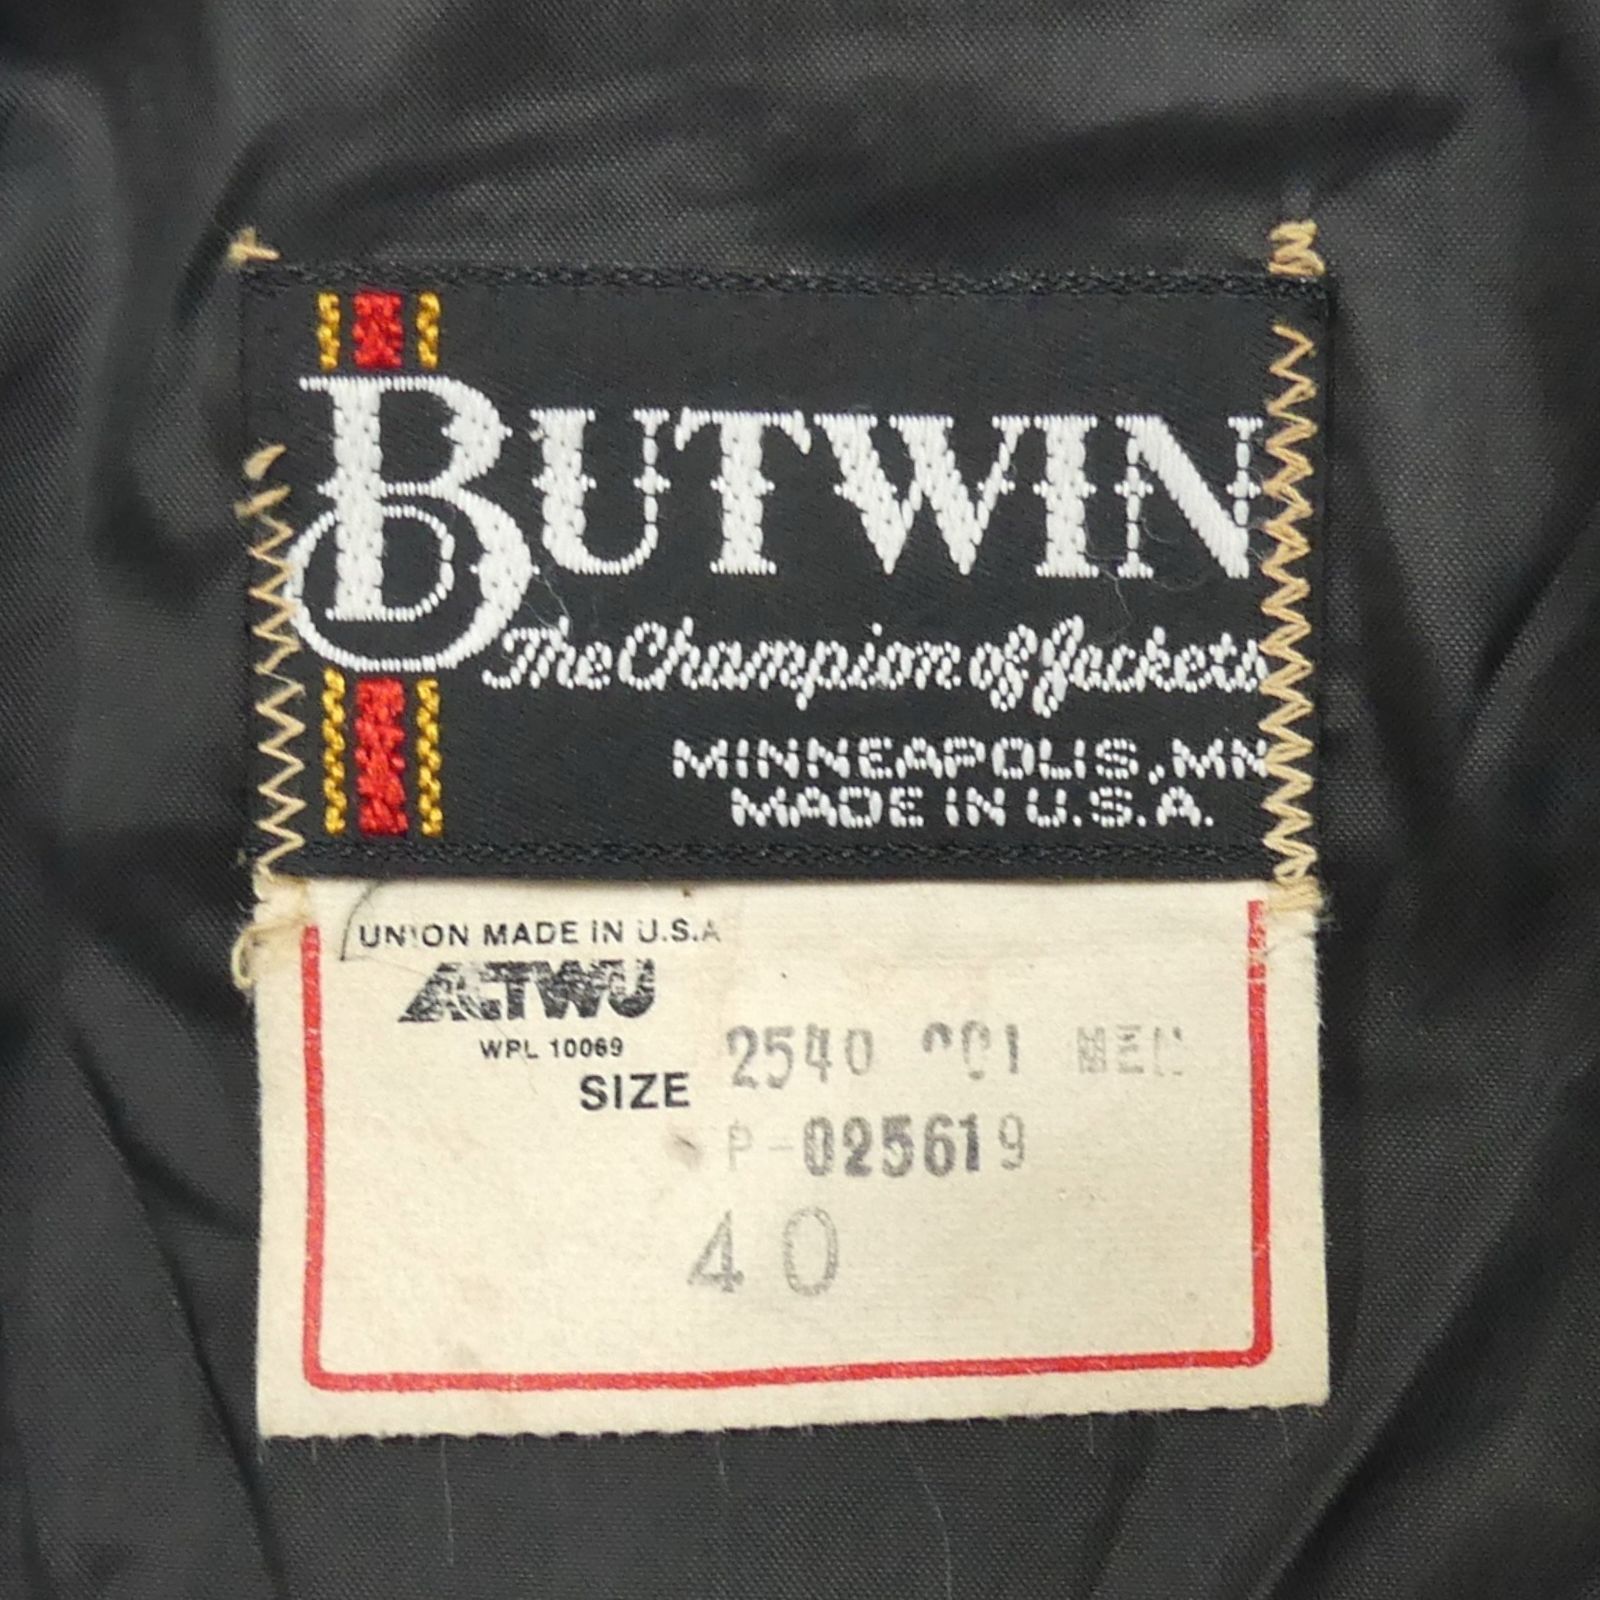 BUTWIN
The Champion of Jackets
MINNEAPOLIS, MN
MADE IN U.S.A.
UNION MADE IN U.S.A
ACTWU
WPL 10069
2540
SIZE
P-025619
40